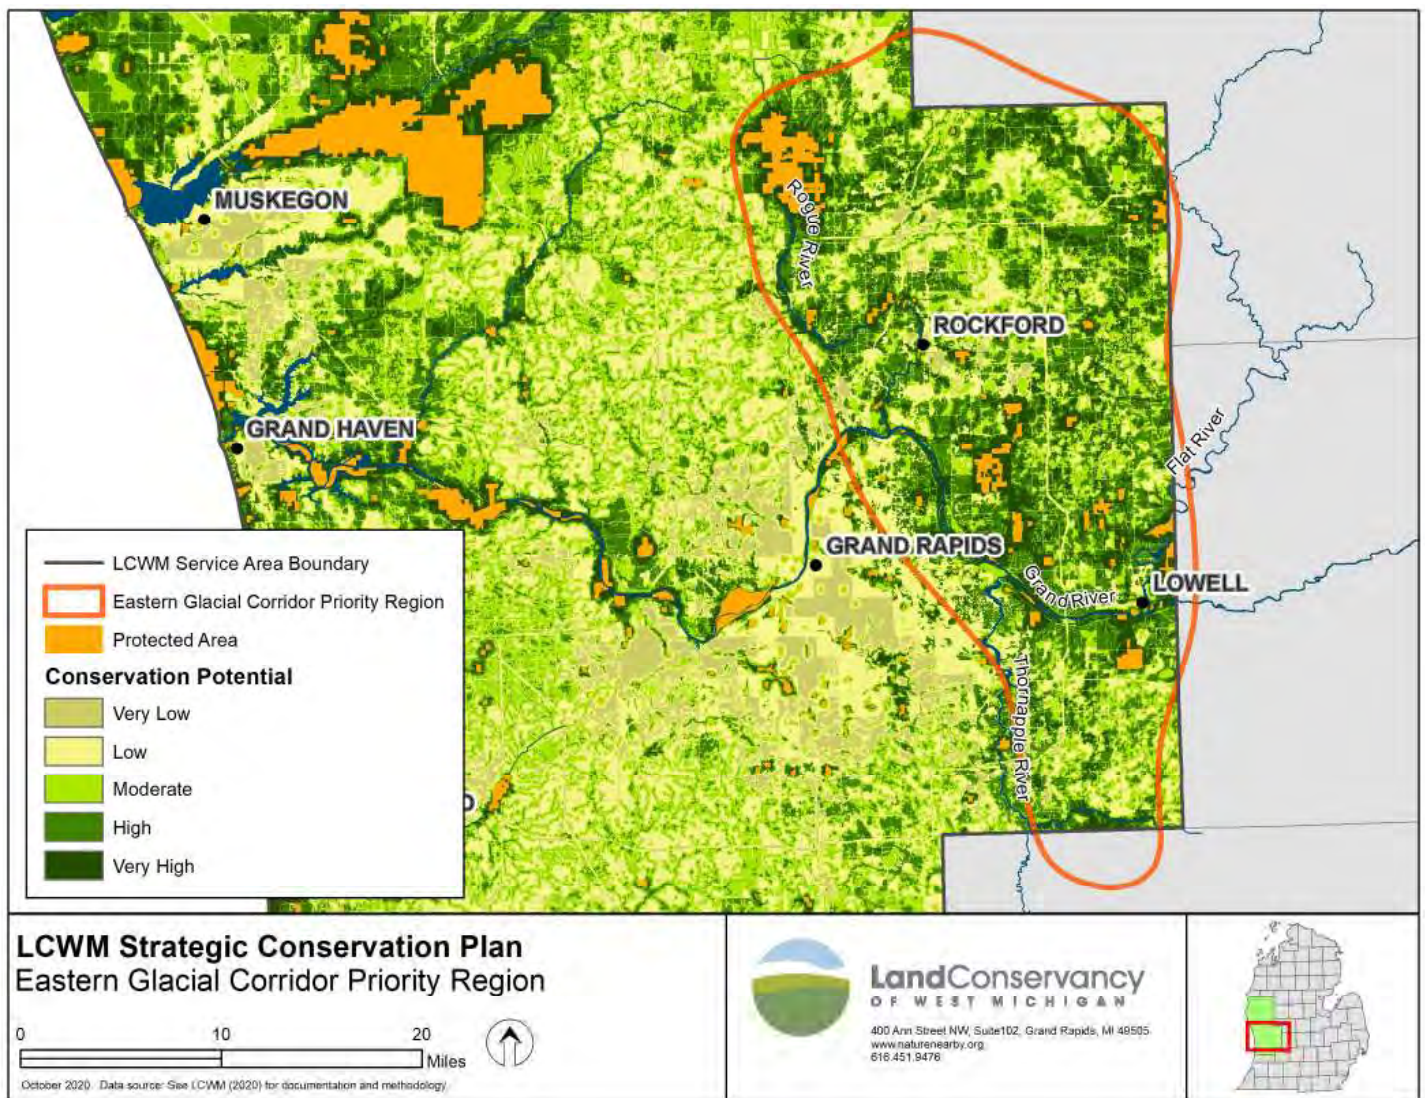 MUSKEGON
Rogue River
ROCKFORD
GRAND HAVEN
Flat River
GRAND RAPIDS
Grand River
LOWELL
Thornapple River
LCWM Service Area Boundary
Eastern Glacial Corridor Priority Region
Protected Area
Conservation Potential
Very Low
Low
Moderate
High
Very High
D
LCWM Strategic Conservation Plan
Eastern Glacial Corridor Priority Region
0 10 20
Miles
October 2020 Data source: See LCWM (2020) for documentation and methodology.
LandConservancy
OF WEST MICHIGAN
400 Ann Street NW, Suite102, Grand Rapids, MI 49505
www.naturenearby.org
616.451.9476